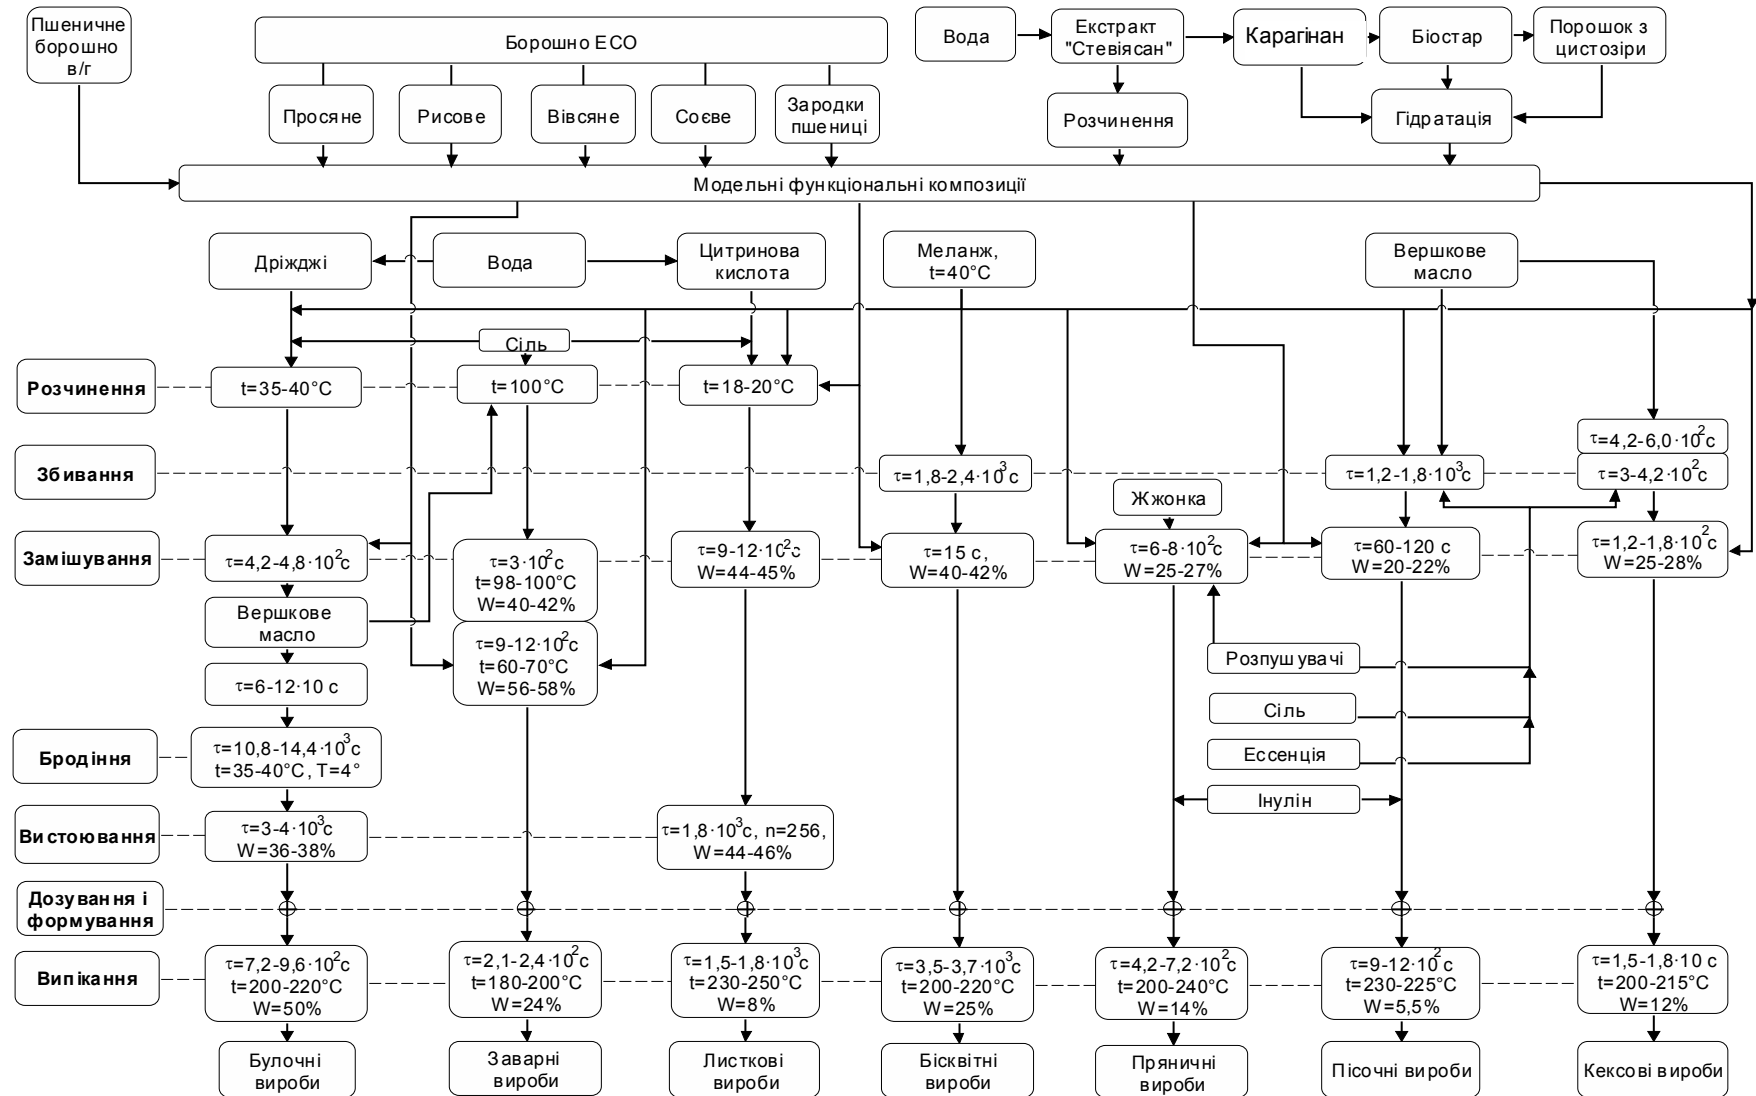 Пшеничне
борошно
в/г
Борошно ЕСО
Вода
Екстракт
"Стевіясан"
Карагінан
Біостар
Порошок з
цистозіри
Просяне
Рисове
Вівсяне
Соєве
Зародки
пшениці
Розчинення
Гідратація
Модельні функціональні композиції
Дріжджі
Вода
Цитринова
кислота
Меланж,
t=40°С
Вершкове
масло
Сіль
Розчинення
t=35-40°С
t=100°С
t=18-20°С
τ=4,2-6,0·10²с
Збивання
τ=1,8-2,4·10³с
τ=1,2-1,8·10³с
τ=3-4,2·10²с
Жжонка
Замішування
τ=4,2-4,8·10²с
τ=3·10²с
t=98-100°С
W=40-42%
τ=9-12·10²с
W=44-45%
τ=15 с,
W=40-42%
τ=6-8·10²с
W=25-27%
τ=60-120 с
W=20-22%
τ=1,2-1,8·10²с
W=25-28%
Вершкове
масло
τ=9-12·10²с
t=60-70°С
W=56-58%
Розпушувачі
τ=6-12·10 с
Сіль
Бродіння
τ=10,8-14,4·10³с
t=35-40°С, Т=4°
Ессенція
Інулін
Вистоювання
τ=3-4·10³с
W=36-38%
τ=1,8·10³с, n=256,
W=44-46%
Дозування і
формування
Випікання
τ=7,2-9,6·10²с
t=200-220°С
W=50%
τ=2,1-2,4·10²с
t=180-200°С
W=24%
τ=1,5-1,8·10³с
t=230-250°С
W=8%
τ=3,5-3,7·10³с
t=200-220°С
W=25%
τ=4,2-7,2·10²с
t=200-240°С
W=14%
τ=9-12·10²с
t=230-225°С
W=5,5%
τ=1,5-1,8·10 с
t=200-215°С
W=12%
Булочні
вироби
Заварні
вироби
Листкові
вироби
Бісквітні
вироби
Пряничні
вироби
Пісочні вироби
Кексові вироби